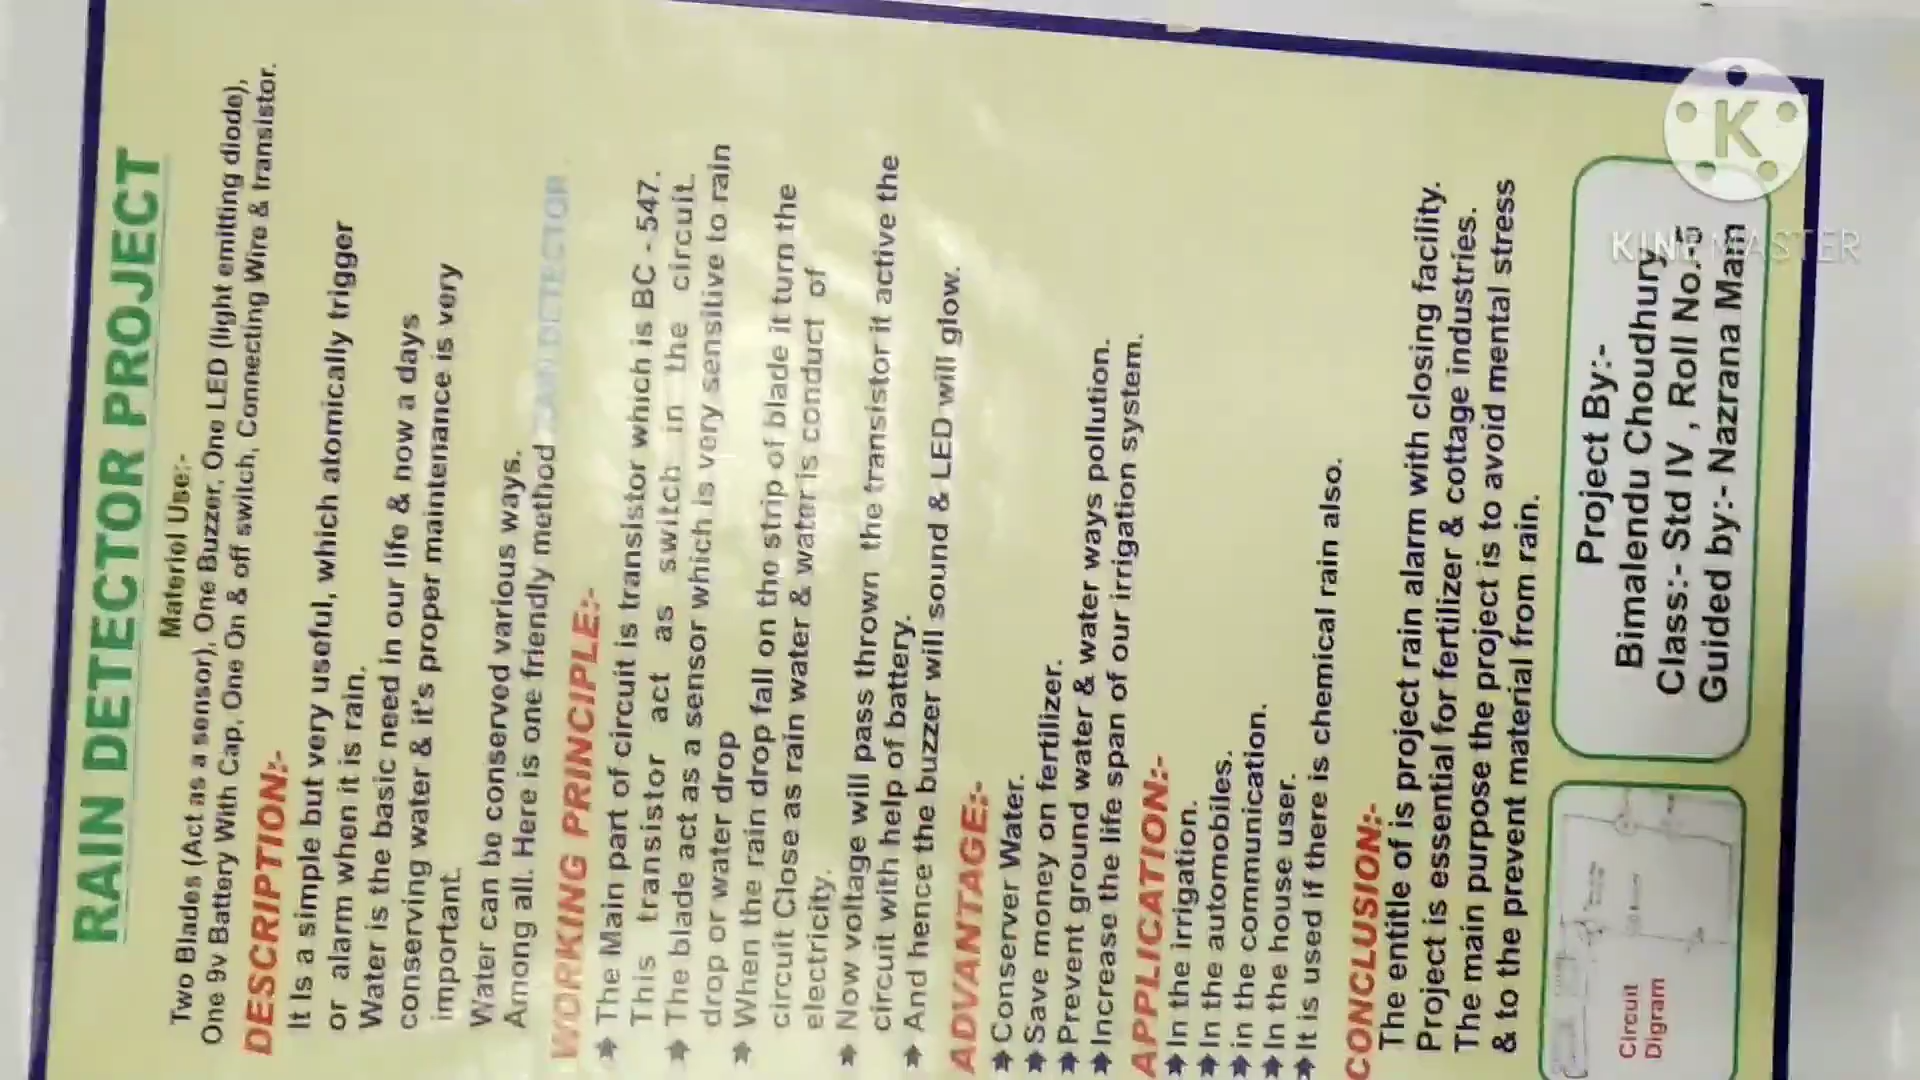 RAIN DETECTOR PROJECT
Materiol Use:-
Two Blades (Act as a sensor), One Buzzer, One LED (light emitting diode),
One 9v Battery With Cap, One On & off switch, Connecting Wire & transistor.
DESCRIPTION:-
It Is a simple but very useful, which atomically trigger
or alarm when it is rain.
Water is the basic need in our life & now a days
conserving water & it's proper maintenance is very
important.
Water can be conserved various ways.
Among all. Here is one friendly method RAIN DETECTOR.
WORKING PRINCIPLE:-
The Main part of circuit is transistor which is BC - 547.
This transistor act as switch in the circuit.
The blade act as a sensor which is very sensitive to rain
drop or water drop
When the rain drop fall on the strip of blade it turn the
circuit Close as rain water & water is conduct of
electricity.
Now voltage will pass thrown the transistor it active the
circuit with help of battery.
And hence the buzzer will sound & LED will glow.
ADVANTAGE:-
Conserver Water.
Save money on fertilizer.
Prevent ground water & water ways pollution.
Increase the life span of our irrigation system.
APPLICATION:-
In the irrigation.
In the automobiles.
in the communication.
In the house user.
It is used if there is chemical rain also.
CONCLUSION:-
The entitle of is project rain alarm with closing facility.
Project is essential for fertilizer & cottage industries.
The main purpose the project is to avoid mental stress
& to the prevent material from rain.
Circuit
Digram
Project By:-
Bimalendu Choudhury
Class:- Std IV , Roll No.-5
Guided by:- Nazrana Mam
K
KINEMASTER